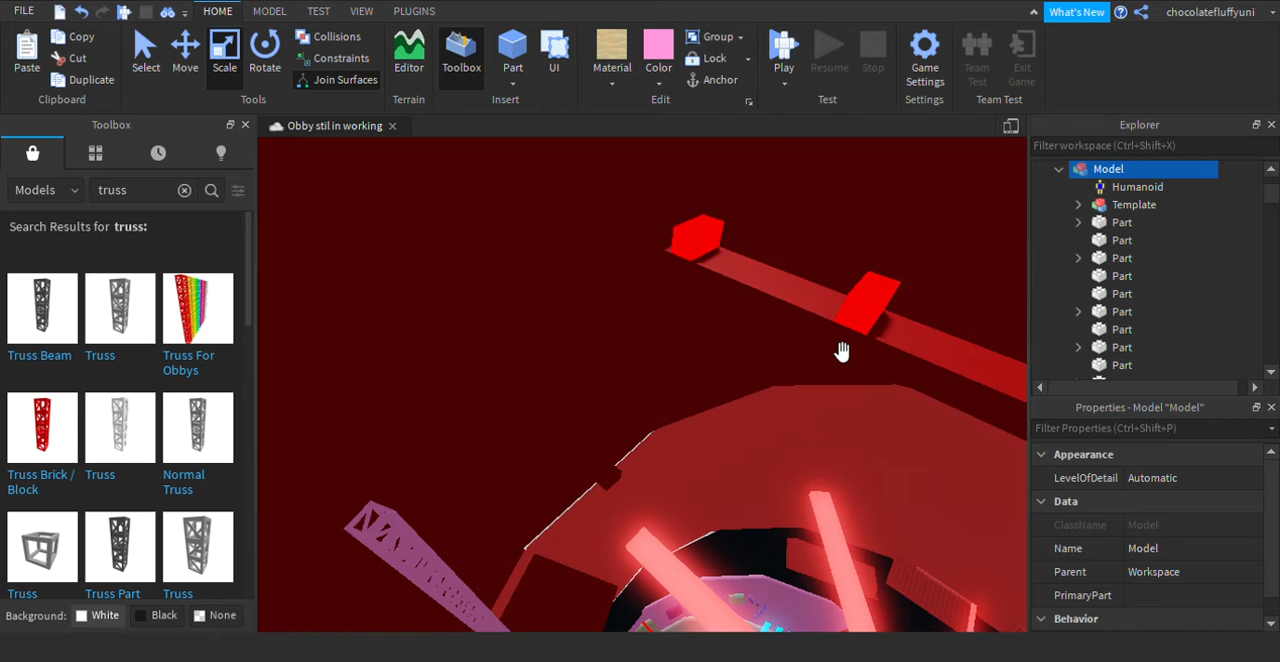 FILE HOME MODEL TEST VIEW PLUGINS What's New chocolatefluffyuni
Paste Copy Cut Duplicate Clipboard
Select Move Scale Rotate Collisions Constraints Join Surfaces Tools
Editor Terrain
Toolbox Part UI Insert
Material Color Group Lock Anchor Edit
Play Resume Stop Test
Game Settings Settings
Team Test Exit Game Team Test
Toolbox
Models truss
Search Results for truss:
Truss Beam Truss Truss For
Obbys
Truss Brick / Truss Normal
Block Truss
Truss Truss Part Truss
Background: White Black None
Obby stil in working
Explorer
Filter workspace (Ctrl+Shift+X)
Model
Humanoid
Template
Part
Part
Part
Part
Part
Part
Part
Part
Part
Properties - Model "Model"
Filter Properties (Ctrl+Shift+P)
Appearance
LevelOfDetail Automatic
Data
ClassName Model
Name Model
Parent Workspace
PrimaryPart
Behavior